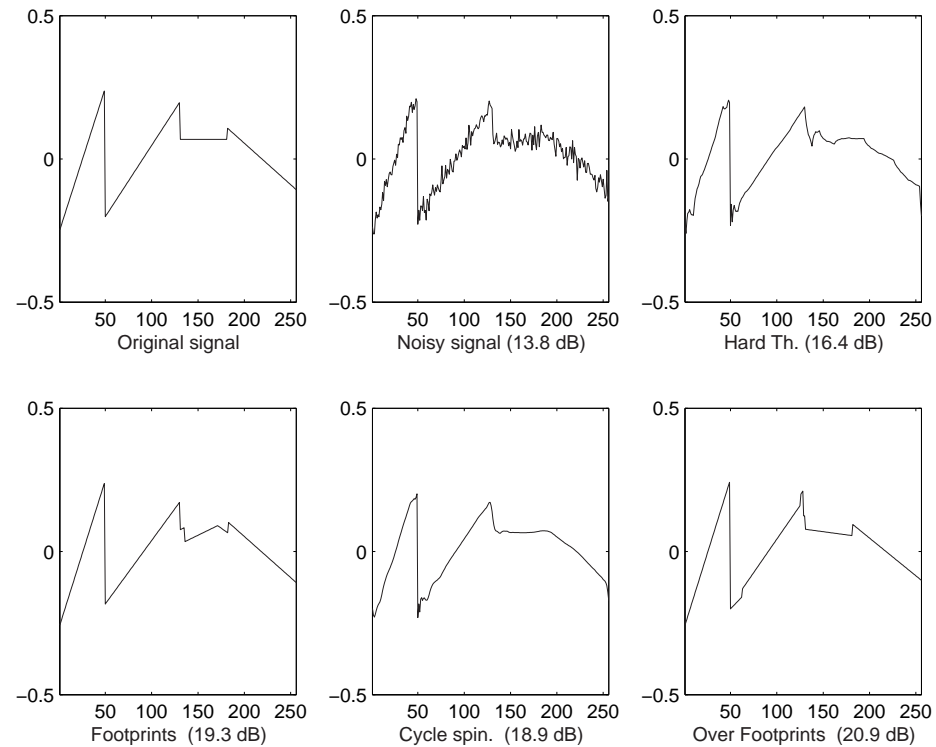 0.5 0.5 0.5
0 0 0
−0.5 −0.5 −0.5
50 100 150 200 250 50 100 150 200 250 50 100 150 200 250
Original signal Noisy signal (13.8 dB) Hard Th. (16.4 dB)
0.5 0.5 0.5
0 0 0
−0.5 −0.5 −0.5
50 100 150 200 250 50 100 150 200 250 50 100 150 200 250
Footprints (19.3 dB) Cycle spin. (18.9 dB) Over Footprints (20.9 dB)